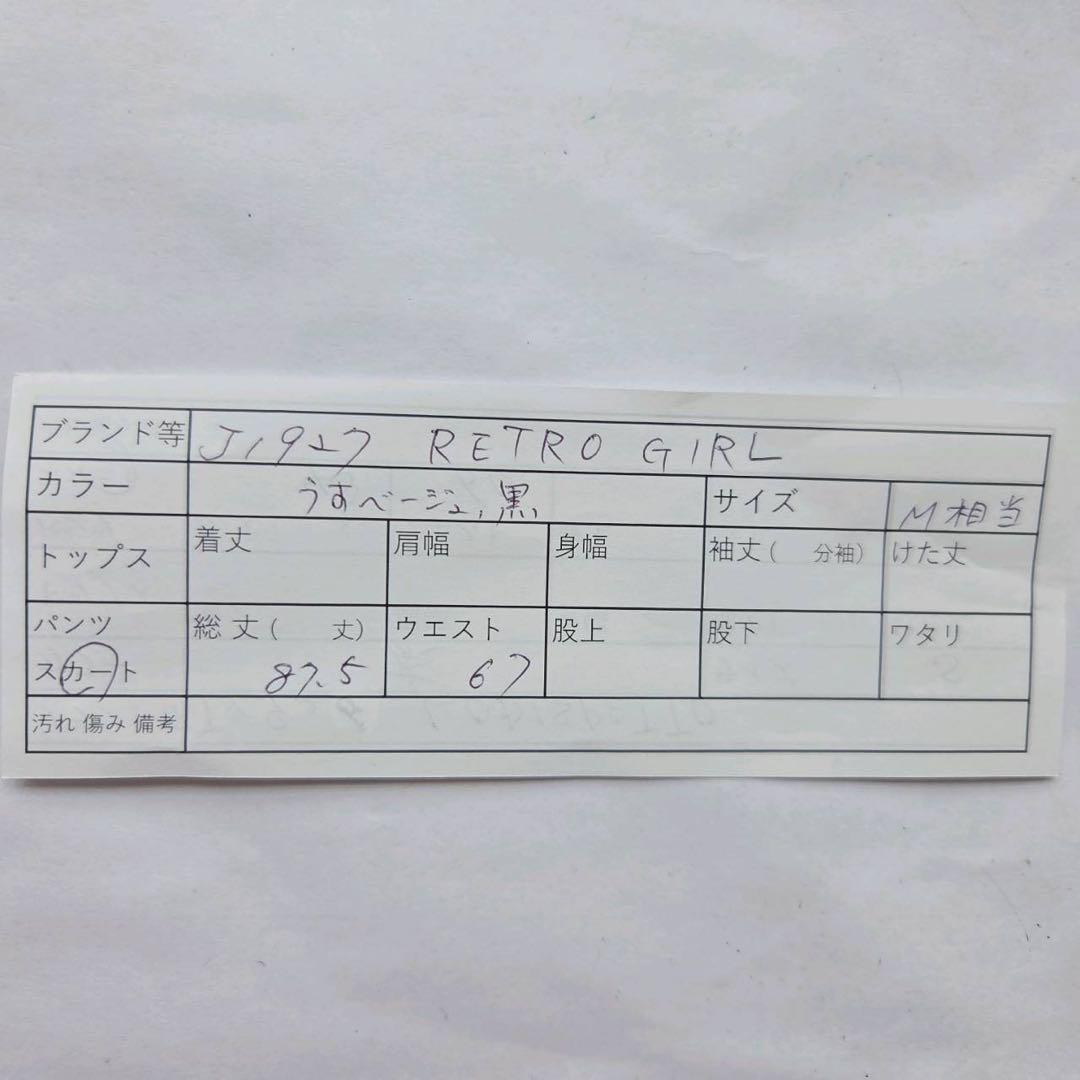 ブランド等 J1927 RETRO GIRL
カラー うすベージュ,黒 サイズ M相当
トップス 着丈 肩幅 身幅 袖丈( 分袖) けた丈
パンツ 総丈( 丈) ウエスト 股上 股下 ワタリ
スカート 87.5 67
汚れ 傷み 備考